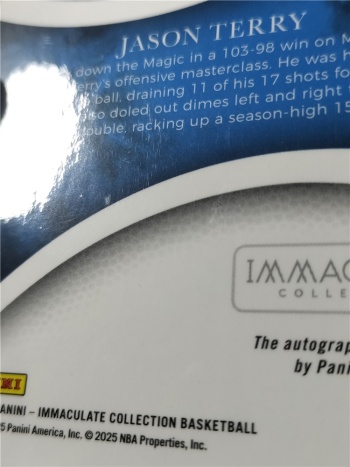 JASON TERRY
down the Magic in a 103-98 win on M
erry's offensive masterclass. He was h
ball, draining 11 of his 17 shots fo
so doled out dimes left and right
ouble, racking up a season-high 15
IMMAC
COLLE
The autograp
by Pani
NI
ANINI – IMMACULATE COLLECTION BASKETBALL
5 Panini America, Inc. © 2025 NBA Properties, Inc.